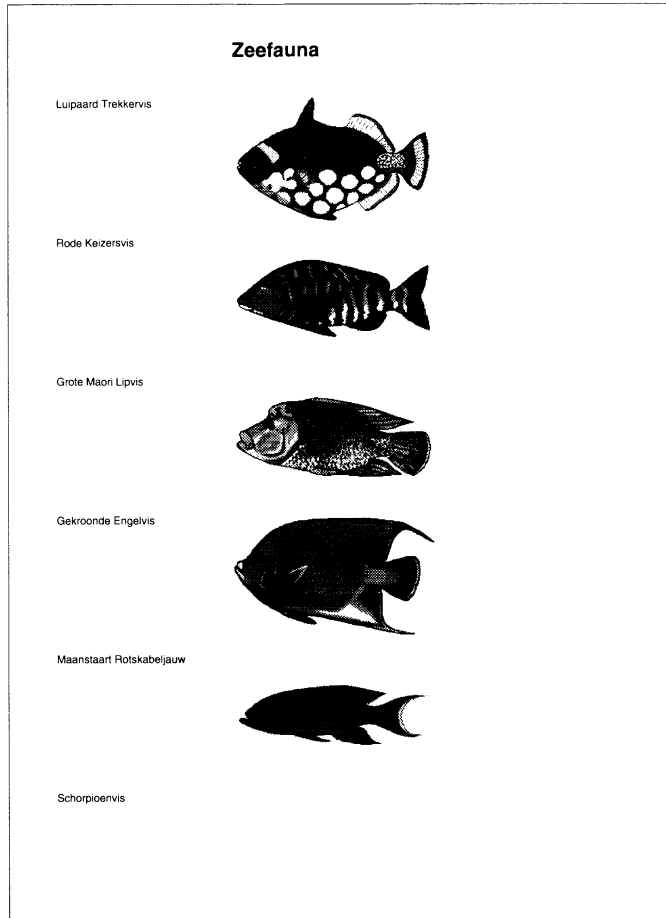 Zeefauna
Luipaard Trekkervis
Rode Keizersvis
Grote Maori Lipvis
Gekroonde Engelvis
Maanstaart Rotskabeljauw
Schorpioenvis